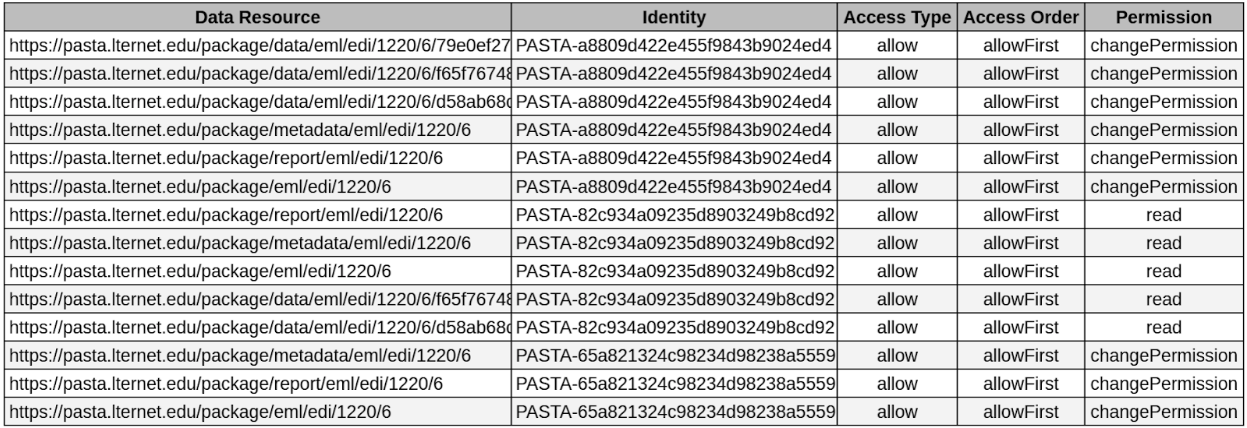 Data Resource Identity Access Type Access Order Permission
https://pasta.lternet.edu/package/data/eml/edi/1220/6/79e0ef27 PASTA-a8809d422e455f9843b9024ed4 allow allowFirst changePermission
https://pasta.lternet.edu/package/data/eml/edi/1220/6/f65f76748 PASTA-a8809d422e455f9843b9024ed4 allow allowFirst changePermission
https://pasta.lternet.edu/package/data/eml/edi/1220/6/d58ab68c PASTA-a8809d422e455f9843b9024ed4 allow allowFirst changePermission
https://pasta.lternet.edu/package/metadata/eml/edi/1220/6 PASTA-a8809d422e455f9843b9024ed4 allow allowFirst changePermission
https://pasta.lternet.edu/package/report/eml/edi/1220/6 PASTA-a8809d422e455f9843b9024ed4 allow allowFirst changePermission
https://pasta.lternet.edu/package/eml/edi/1220/6 PASTA-a8809d422e455f9843b9024ed4 allow allowFirst changePermission
https://pasta.lternet.edu/package/report/eml/edi/1220/6 PASTA-82c934a09235d8903249b8cd92 allow allowFirst read
https://pasta.lternet.edu/package/metadata/eml/edi/1220/6 PASTA-82c934a09235d8903249b8cd92 allow allowFirst read
https://pasta.lternet.edu/package/eml/edi/1220/6 PASTA-82c934a09235d8903249b8cd92 allow allowFirst read
https://pasta.lternet.edu/package/data/eml/edi/1220/6/f65f76748 PASTA-82c934a09235d8903249b8cd92 allow allowFirst read
https://pasta.lternet.edu/package/data/eml/edi/1220/6/d58ab68c PASTA-82c934a09235d8903249b8cd92 allow allowFirst read
https://pasta.lternet.edu/package/metadata/eml/edi/1220/6 PASTA-65a821324c98234d98238a5559 allow allowFirst changePermission
https://pasta.lternet.edu/package/report/eml/edi/1220/6 PASTA-65a821324c98234d98238a5559 allow allowFirst changePermission
https://pasta.lternet.edu/package/eml/edi/1220/6 PASTA-65a821324c98234d98238a5559 allow allowFirst changePermission